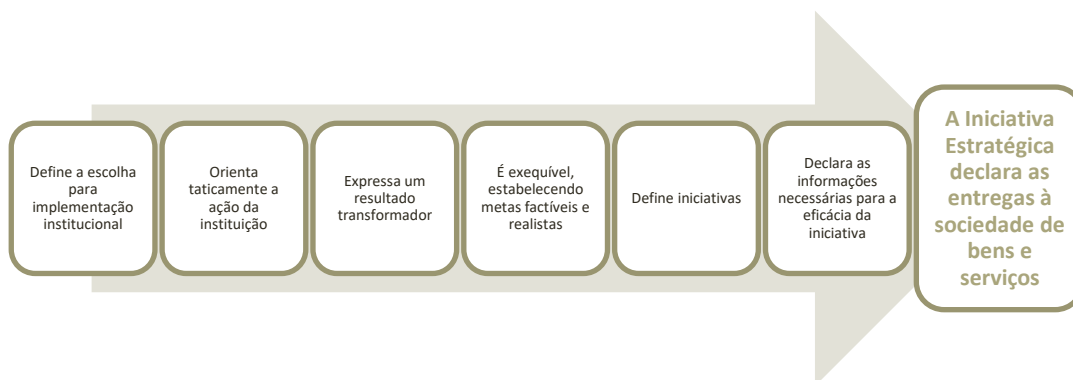 Define a escolha
para
implementação
institucional
Orienta
taticamente a
ação da
instituição
Expressa um
resultado
transformador
É exequível,
estabelecendo
metas factíveis e
realistas
Define iniciativas
Declara as
informações
necessárias para a
eficácia da
iniciativa
A Iniciativa
Estratégica
declara as
entregas à
sociedade de
bens e
serviços